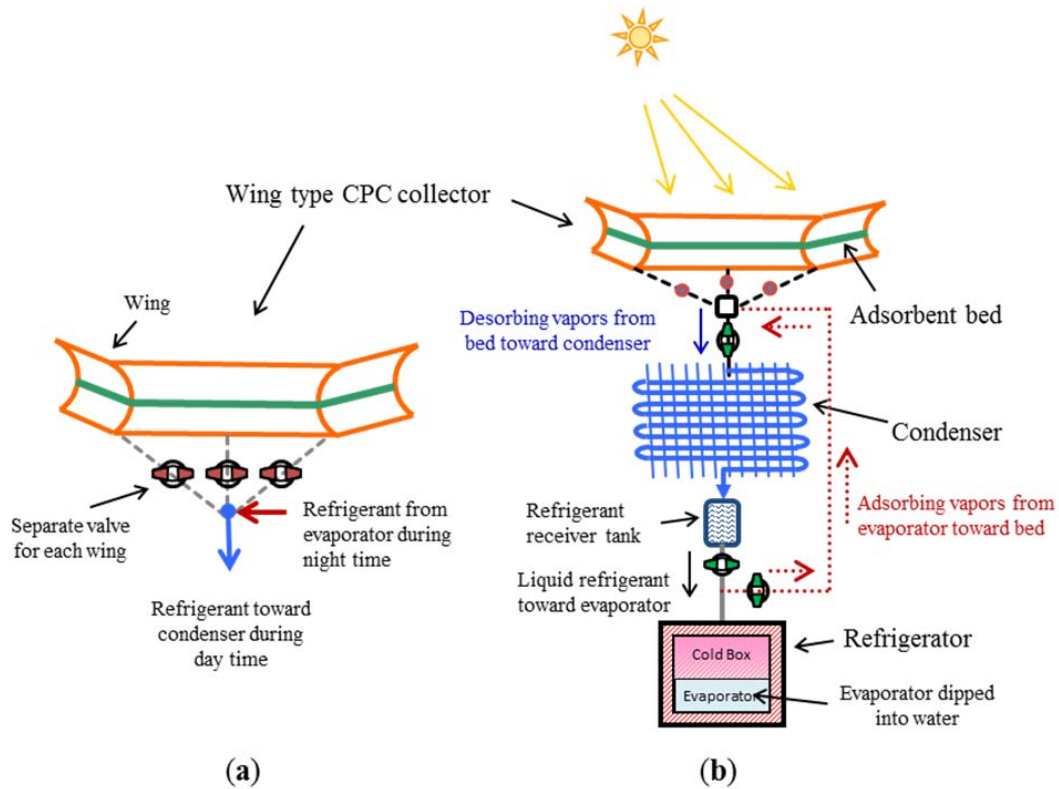 Wing type CPC collector
Wing
Separate valve
for each wing
Refrigerant from
evaporator during
night time
Refrigerant toward
condenser during
day time
(a)
Adsorbent bed
Desorbing vapors from
bed toward condenser
Condenser
Refrigerant
receiver tank
Adsorbing vapors from
evaporator toward bed
Liquid refrigerant
toward evaporator
Refrigerator
Cold Box
Evaporator
Evaporator dipped
into water
(b)